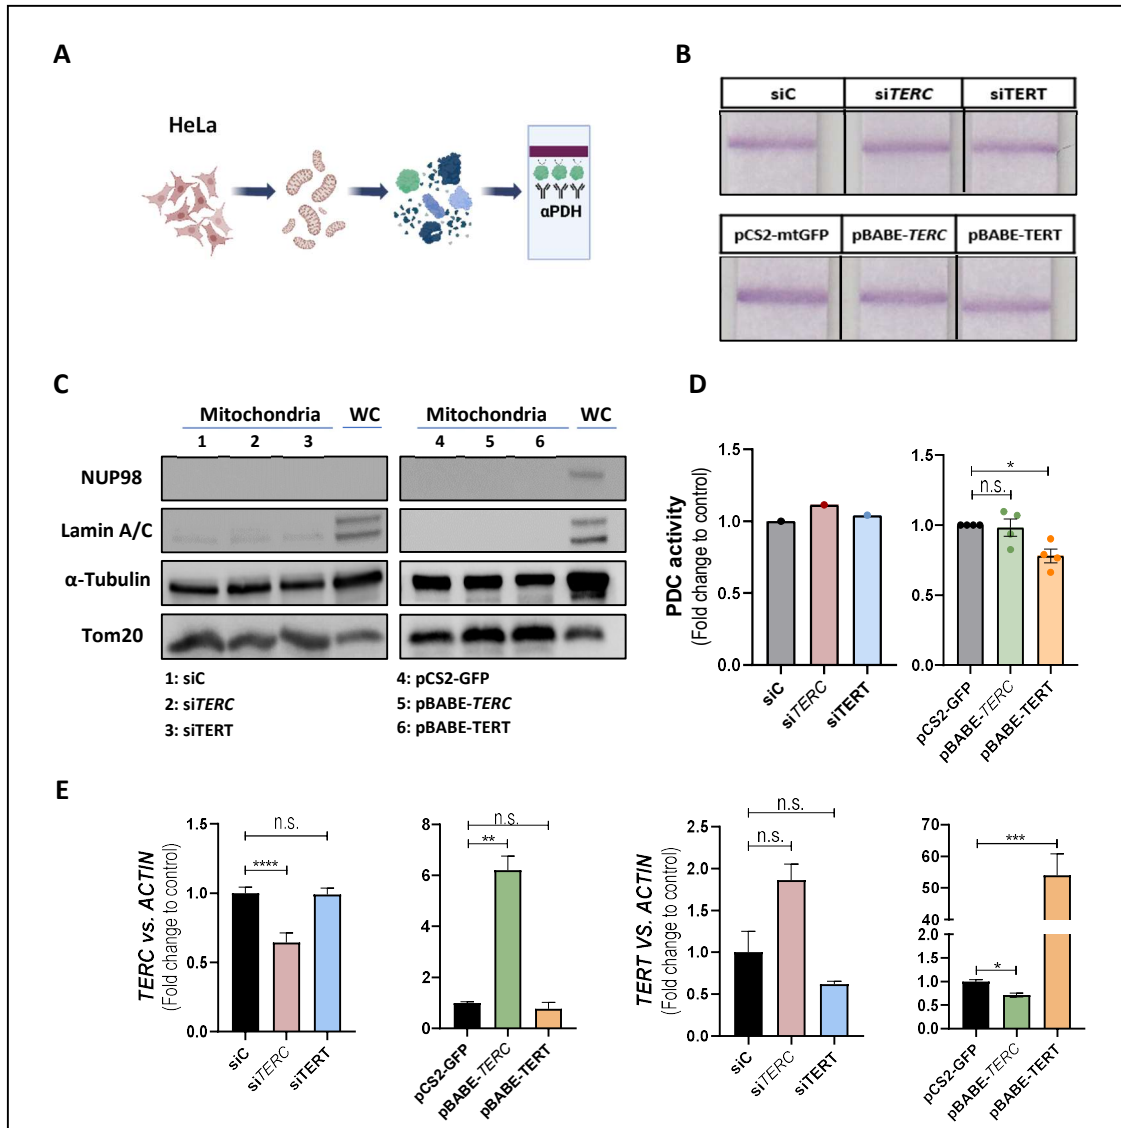 A
HeLa
αPDH
B
siC siTERC siTERT
pCS2-mtGFP pBABE-TERC pBABE-TERT
C
Mitochondria WC Mitochondria WC
1 2 3 4 5 6
NUP98
Lamin A/C
α-Tubulin
Tom20
1: siC
2: siTERC
3: siTERT
4: pCS2-GFP
5: pBABE-TERC
6: pBABE-TERT
D
PDC activity
(Fold change to control)
1.5
1.0
0.5
0.0
siC
siTERC
siTERT
1.5
1.0
0.5
0.0
*
n.s.
pCS2-GFP
pBABE-TERC
pBABE-TERT
E
TERC vs. ACTIN
(Fold change to control)
1.5
1.0
0.5
0.0
n.s.
****
siC
siTERC
siTERT
8
6
4
2
0
n.s.
**
pCS2-GFP
pBABE-TERC
pBABE-TERT
TERT VS. ACTIN
(Fold change to control)
2.5
2.0
1.5
1.0
0.5
0.0
n.s.
n.s.
siC
siTERC
siTERT
70
60
50
40
2.0
1.5
1.0
0.5
0.0
***
*
pCS2-GFP
pBABE-TERC
pBABE-TERT